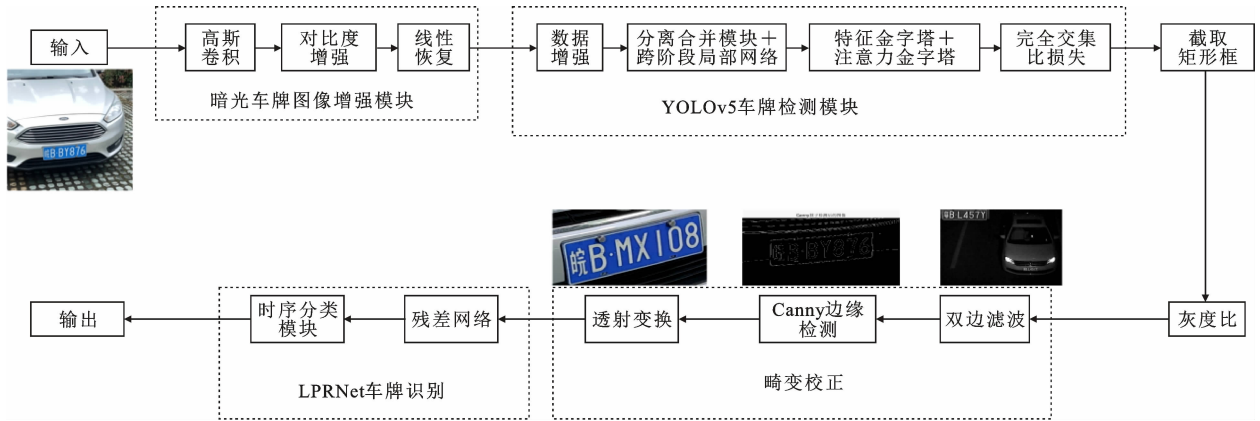 输入
高斯
卷积
对比度
增强
线性
恢复
暗光车牌图像增强模块
数据
增强
分离合并模块＋
跨阶段局部网络
特征金字塔＋
注意力金字塔
完全交集
比损失
YOLOv5车牌检测模块
截取
矩形框
皖B BY876
皖B·MX108
BY876
B L457Y
输出
时序分类
模块
残差网络
LPRNet车牌识别
透射变换
Canny边缘
检测
双边滤波
畸变校正
灰度比